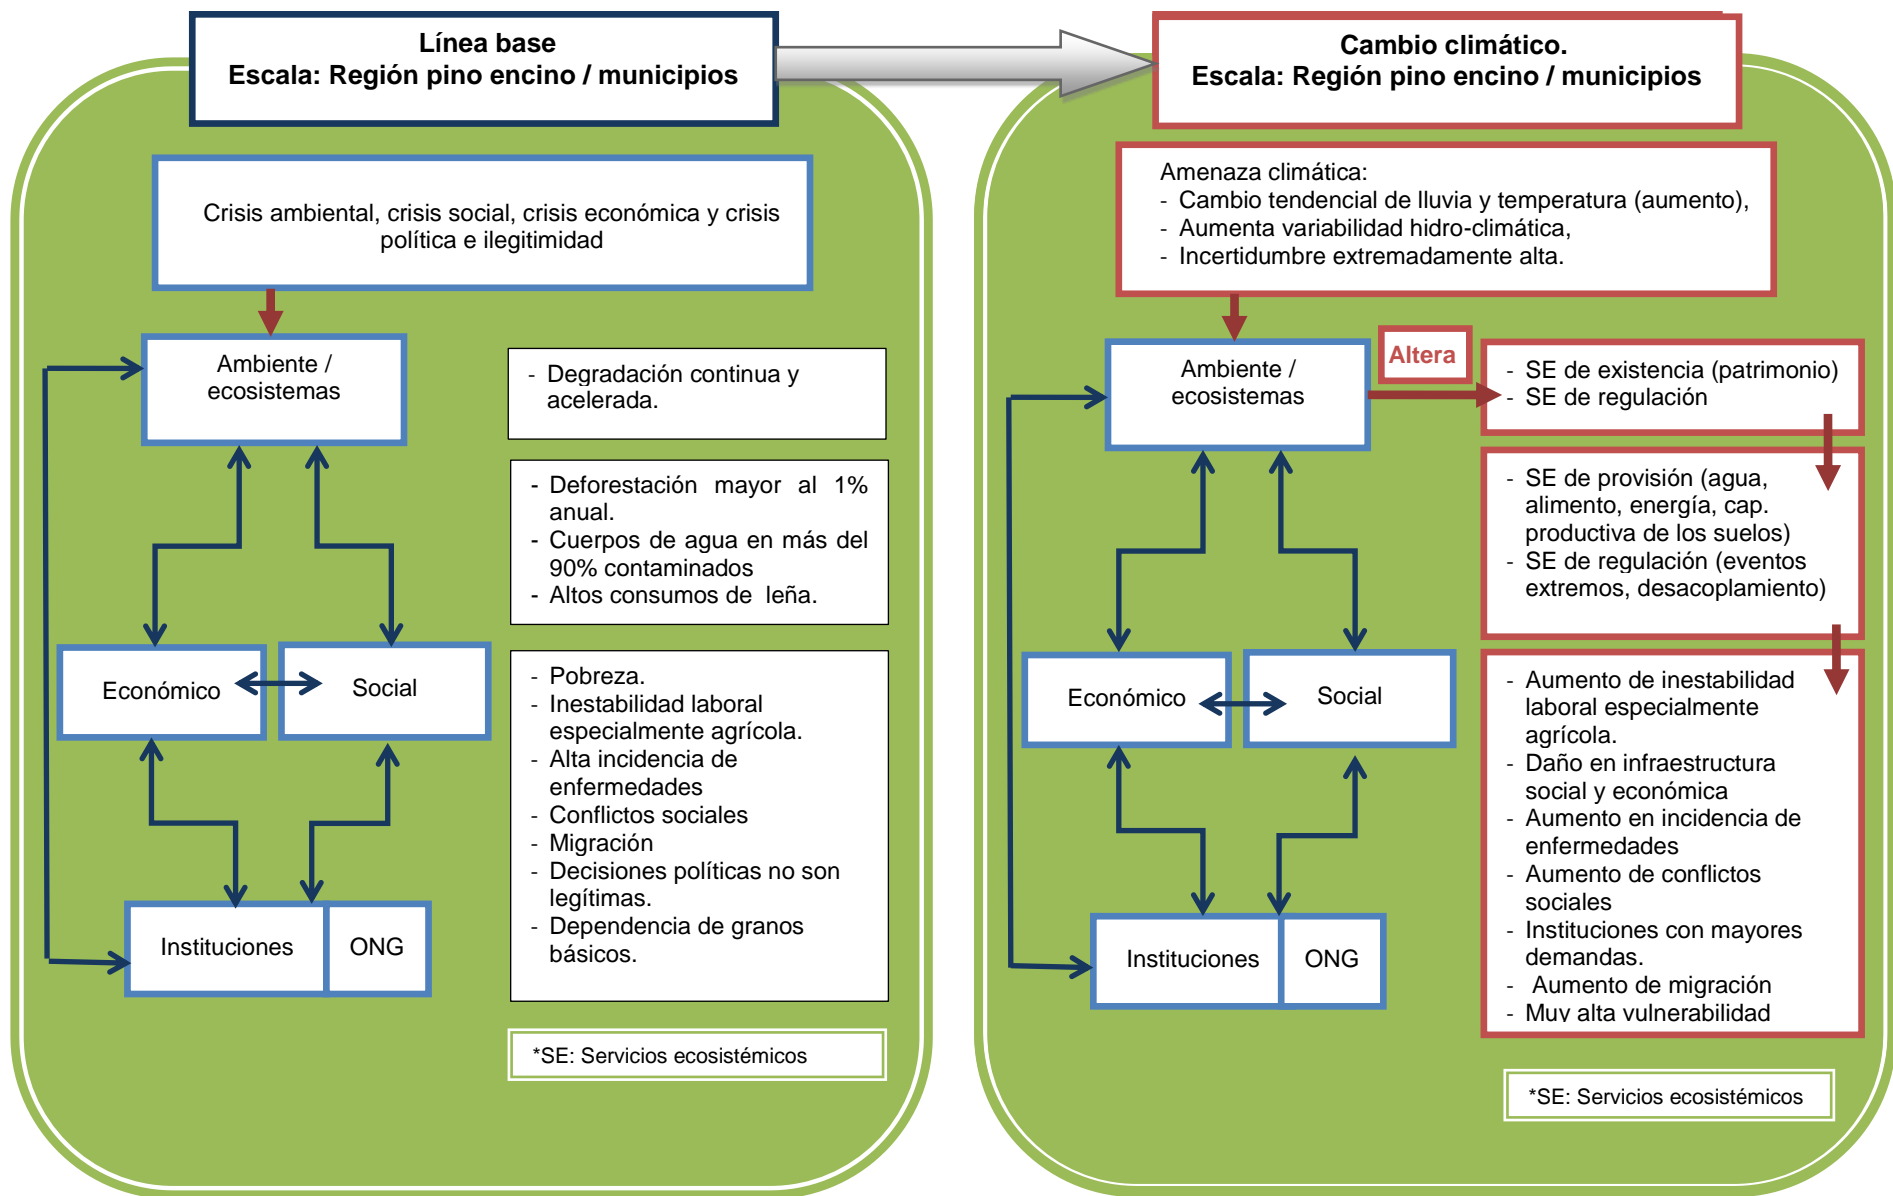 Línea base
Escala: Región pino encino / municipios
Crisis ambiental, crisis social, crisis económica y crisis
política e ilegitimidad
Ambiente /
ecosistemas
- Degradación continua y
acelerada.
- Deforestación mayor al 1%
anual.
- Cuerpos de agua en más del
90% contaminados
- Altos consumos de leña.
Económico
Social
- Pobreza.
- Inestabilidad laboral
especialmente agrícola.
- Alta incidencia de
enfermedades
- Conflictos sociales
- Migración
- Decisiones políticas no son
legítimas.
- Dependencia de granos
básicos.
Instituciones
ONG
*SE: Servicios ecosistémicos
Cambio climático.
Escala: Región pino encino / municipios
Amenaza climática:
- Cambio tendencial de lluvia y temperatura (aumento),
- Aumenta variabilidad hidro-climática,
- Incertidumbre extremadamente alta.
Ambiente /
ecosistemas
Altera
- SE de existencia (patrimonio)
- SE de regulación
- SE de provisión (agua,
alimento, energía, cap.
productiva de los suelos)
- SE de regulación (eventos
extremos, desacoplamiento)
Económico
Social
- Aumento de inestabilidad
laboral especialmente
agrícola.
- Daño en infraestructura
social y económica
- Aumento en incidencia de
enfermedades
- Aumento de conflictos
sociales
- Instituciones con mayores
demandas.
- Aumento de migración
- Muy alta vulnerabilidad
Instituciones
ONG
*SE: Servicios ecosistémicos